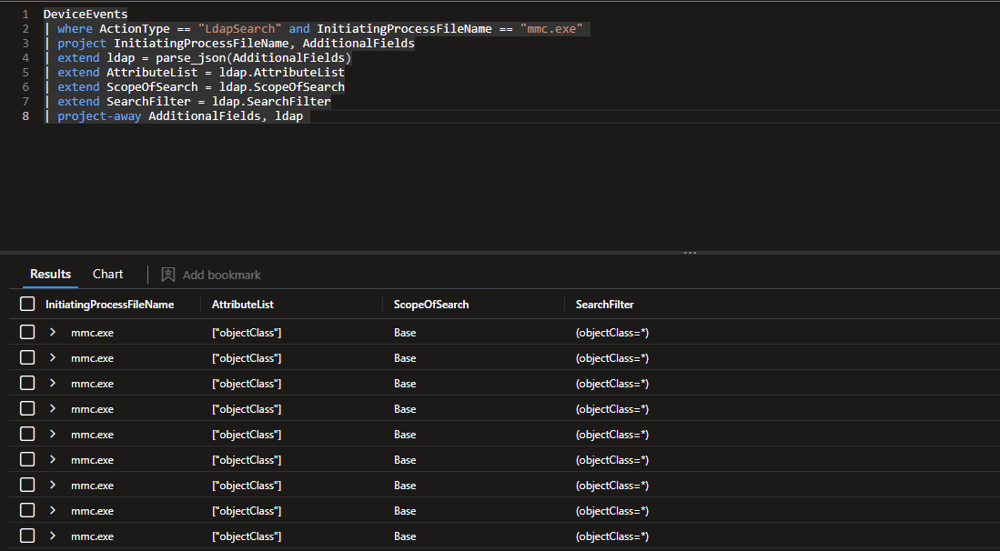 1 DeviceEvents
2 | where ActionType == "LdapSearch" and InitiatingProcessFileName == "mmc.exe"
3 | project InitiatingProcessFileName, AdditionalFields
4 | extend ldap = parse_json(AdditionalFields)
5 | extend AttributeList = ldap.AttributeList
6 | extend ScopeOfSearch = ldap.ScopeOfSearch
7 | extend SearchFilter = ldap.SearchFilter
8 | project-away AdditionalFields, ldap
Results Chart Add bookmark
InitiatingProcessFileName AttributeList ScopeOfSearch SearchFilter
mmc.exe ["objectClass"] Base (objectClass=*)
mmc.exe ["objectClass"] Base (objectClass=*)
mmc.exe ["objectClass"] Base (objectClass=*)
mmc.exe ["objectClass"] Base (objectClass=*)
mmc.exe ["objectClass"] Base (objectClass=*)
mmc.exe ["objectClass"] Base (objectClass=*)
mmc.exe ["objectClass"] Base (objectClass=*)
mmc.exe ["objectClass"] Base (objectClass=*)
mmc.exe ["objectClass"] Base (objectClass=*)